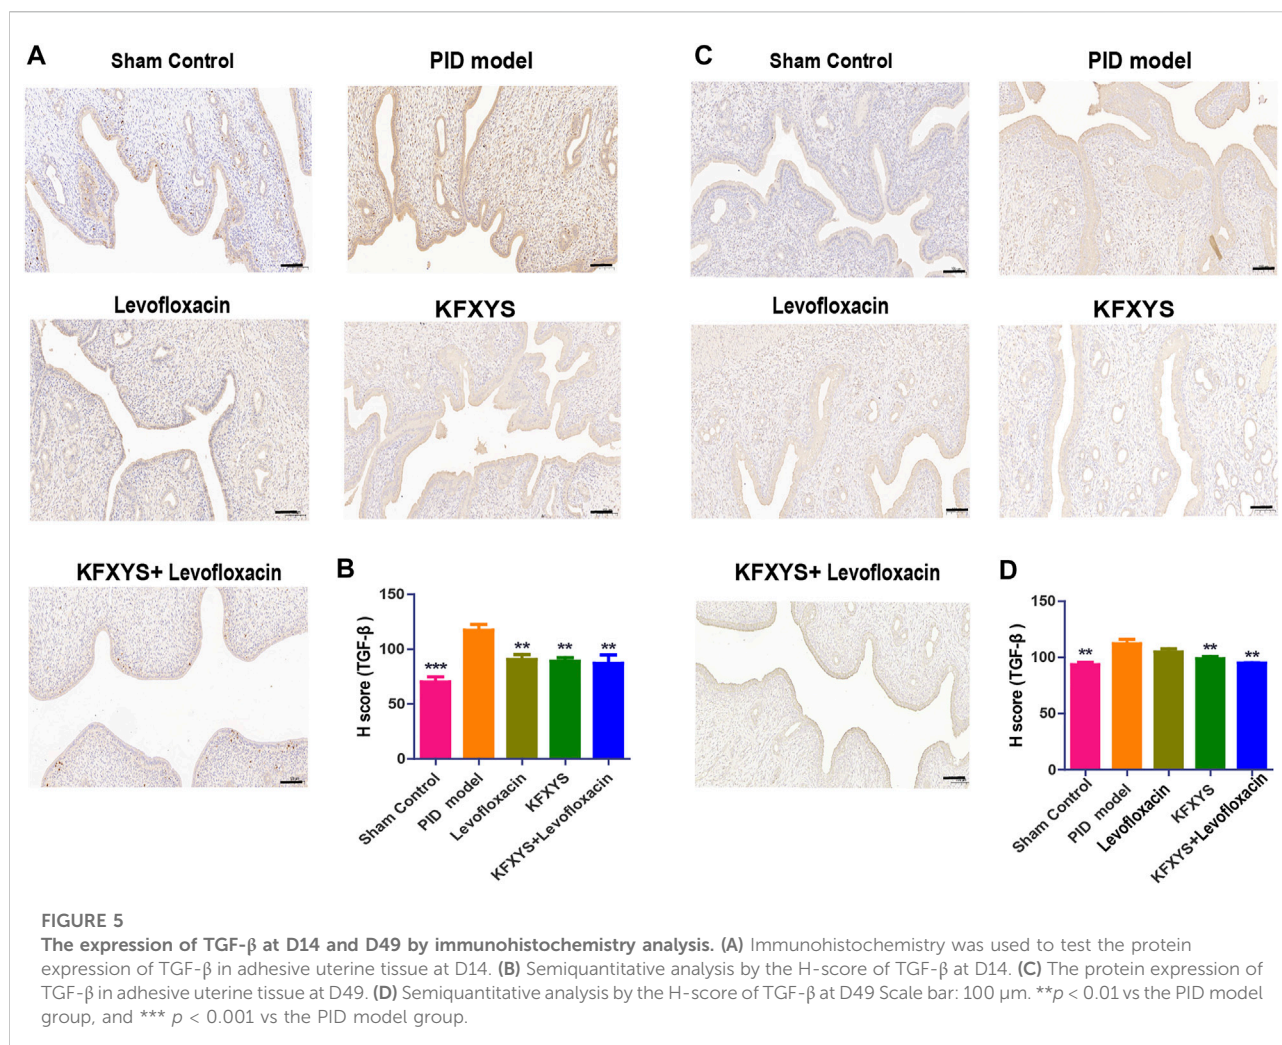 A
Sham Control
PID model
Levofloxacin
KFXYS
KFXYS+ Levofloxacin
B
150
100
50
0
H score (TGF-β)
***
**
**
**
Sham Control
PID model
Levofloxacin
KFXYS
KFXYS+Levofloxacin
C
Sham Control
PID model
Levofloxacin
KFXYS
KFXYS+ Levofloxacin
D
150
100
50
0
H score (TGF-β )
**
**
**
Sham Control
PID model
Levofloxacin
KFXYS
KFXYS+Levofloxacin
FIGURE 5
The expression of TGF-β at D14 and D49 by immunohistochemistry analysis. (A) Immunohistochemistry was used to test the protein
expression of TGF-β in adhesive uterine tissue at D14. (B) Semiquantitative analysis by the H-score of TGF-β at D14. (C) The protein expression of
TGF-β in adhesive uterine tissue at D49. (D) Semiquantitative analysis by the H-score of TGF-β at D49 Scale bar: 100 μm. **p < 0.01 vs the PID model
group, and *** p < 0.001 vs the PID model group.